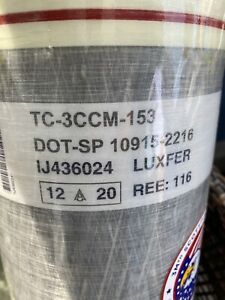 TC-3CCM-153
DOT-SP 10915-2216
IJ436024 LUXFER
12 A 20 REE: 116